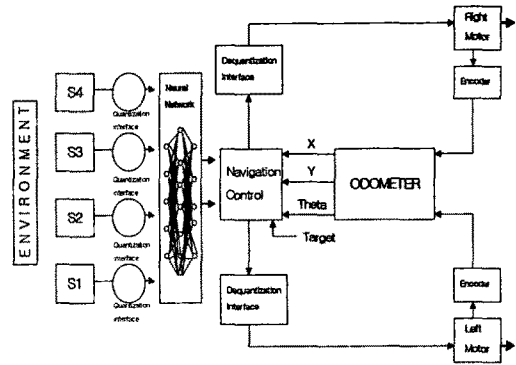 ENVIRONMENT
S4
Quantization
interface
S3
Quantization
interface
S2
Quantization
interface
S1
Quantization
interface
Neural
Network
Dequantization
Interface
Navigation
Control
Dequantization
Interface
X
Y
Theta
Target
ODOMETER
Right
Motor
Encoder
Encoder
Left
Motor